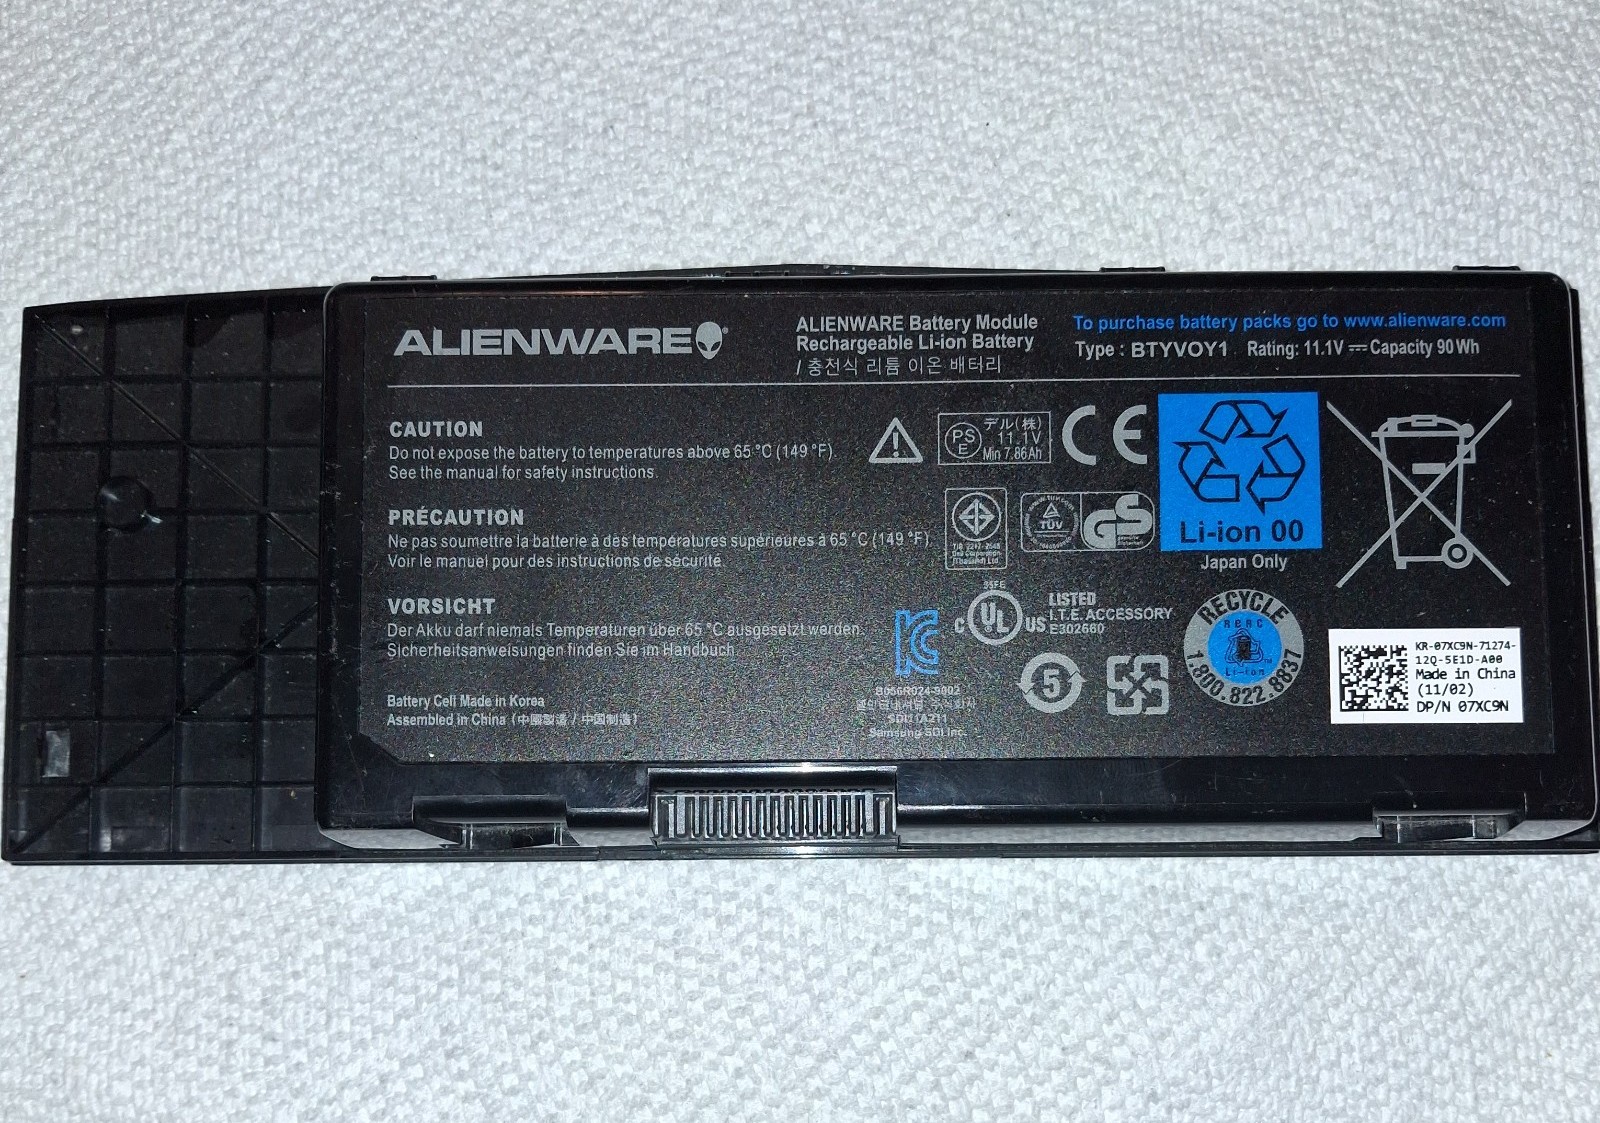 ALIENWARE
ALIENWARE Battery Module
Rechargeable Li-ion Battery
/ 충전식 리튬 이온 배터리
To purchase battery packs go to www.alienware.com
Type : BTYVOY1 Rating: 11.1V Capacity 90 Wh
CAUTION
Do not expose the battery to temperatures above 65 °C (149 °F).
See the manual for safety instructions.
PRÉCAUTION
Ne pas soumettre la batterie à des températures supérieures à 65 °C (149 °F)
Voir le manuel pour des instructions de sécurité.
VORSICHT
Der Akku darf niemals Temperaturen über 65 °C ausgesetzt werden.
Sicherheitsanweisungen finden Sie im Handbuch.
Battery Cell Made in Korea
Assembled in China (中國製造 / 中国制造)
PS
E
デル(株)
11.1V
Min 7.86Ah
CE
TÜV
GS
Li-ion 00
Japan Only
c UL US
LISTED
I.T.E. ACCESSORY
E302660
5
Samsung SDI Inc.
RECYCLE
RBRC
Li-ion
1.800.822.8837
KR-07XC9N-71274-
12Q-5E1D-A00
Made in China
(11/02)
DP/N 07XC9N